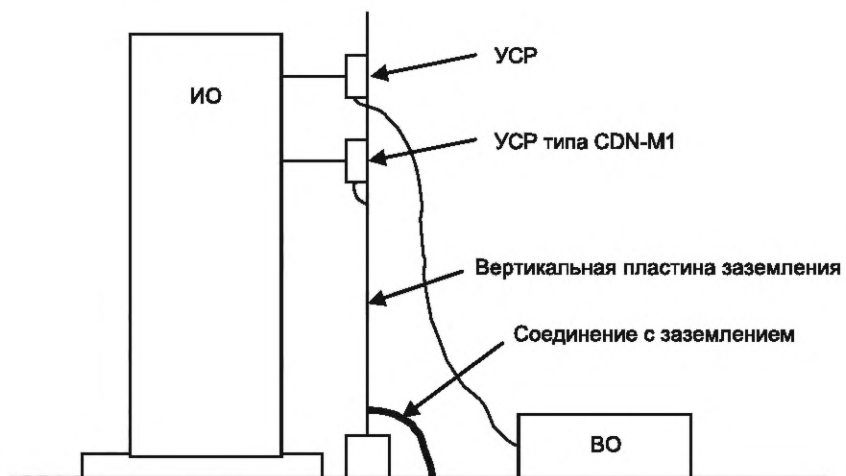 УСР
ИО
УСР типа CDN-M1
Вертикальная пластина заземления
Соединение с заземлением
ВО